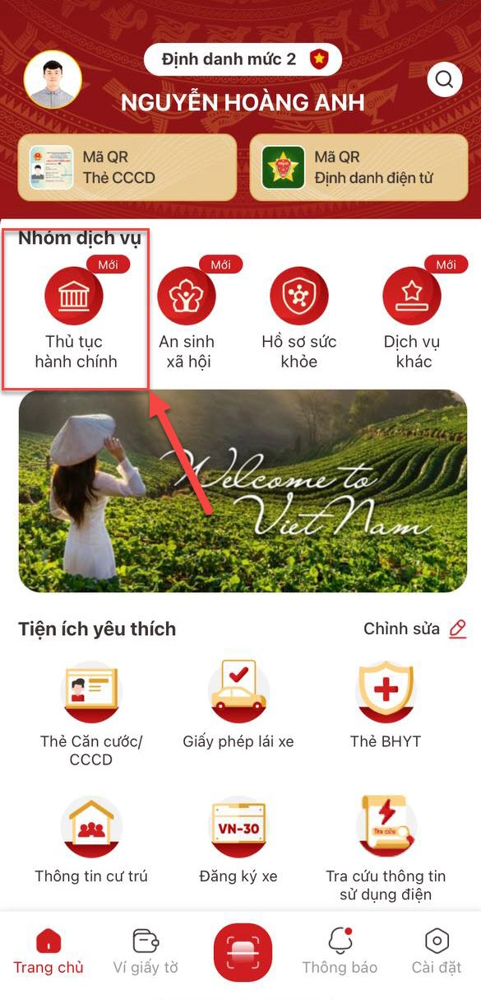 Định danh mức 2
NGUYỄN HOÀNG ANH
Mã QR
Thẻ CCCD
Mã QR
Định danh điện tử
Nhóm dịch vụ
Mới
Mới
Mới
Thủ tục
hành chính
An sinh
xã hội
Hồ sơ sức
khỏe
Dịch vụ
khác
Welcome to
Viet Nam
Tiện ích yêu thích
Chỉnh sửa
Thẻ Căn cước/
CCCD
Giấy phép lái xe
Thẻ BHYT
VN-30
Tra cứu
Thông tin cư trú
Đăng ký xe
Tra cứu thông tin
sử dụng điện
Trang chủ
Ví giấy tờ
Thông báo
Cài đặt